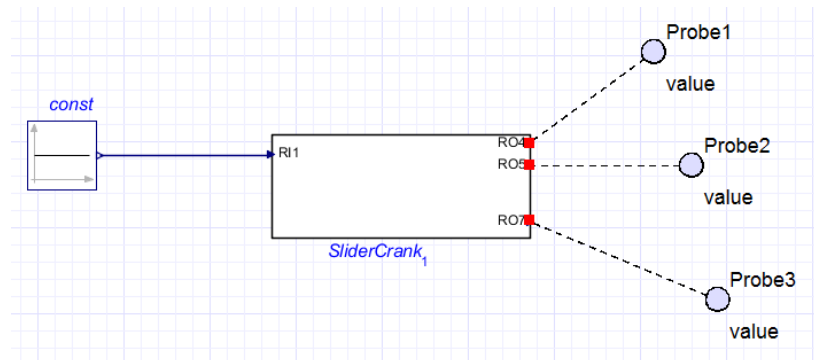 Probe1
value
const
RI1
RO4
RO5
RO7
SliderCrank1
Probe2
value
Probe3
value